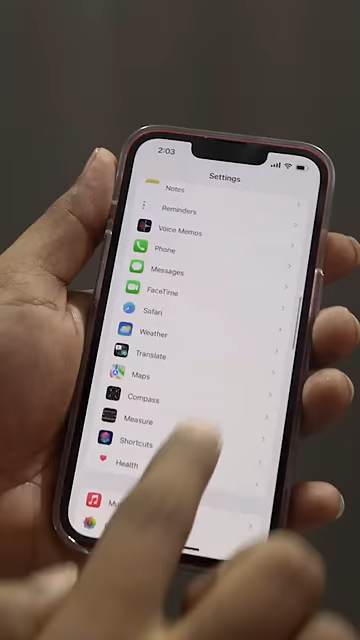 2:03
Settings
Notes
Reminders
Voice Memos
Phone
Messages
FaceTime
Safari
Weather
Translate
Maps
Compass
Measure
Shortcuts
Health